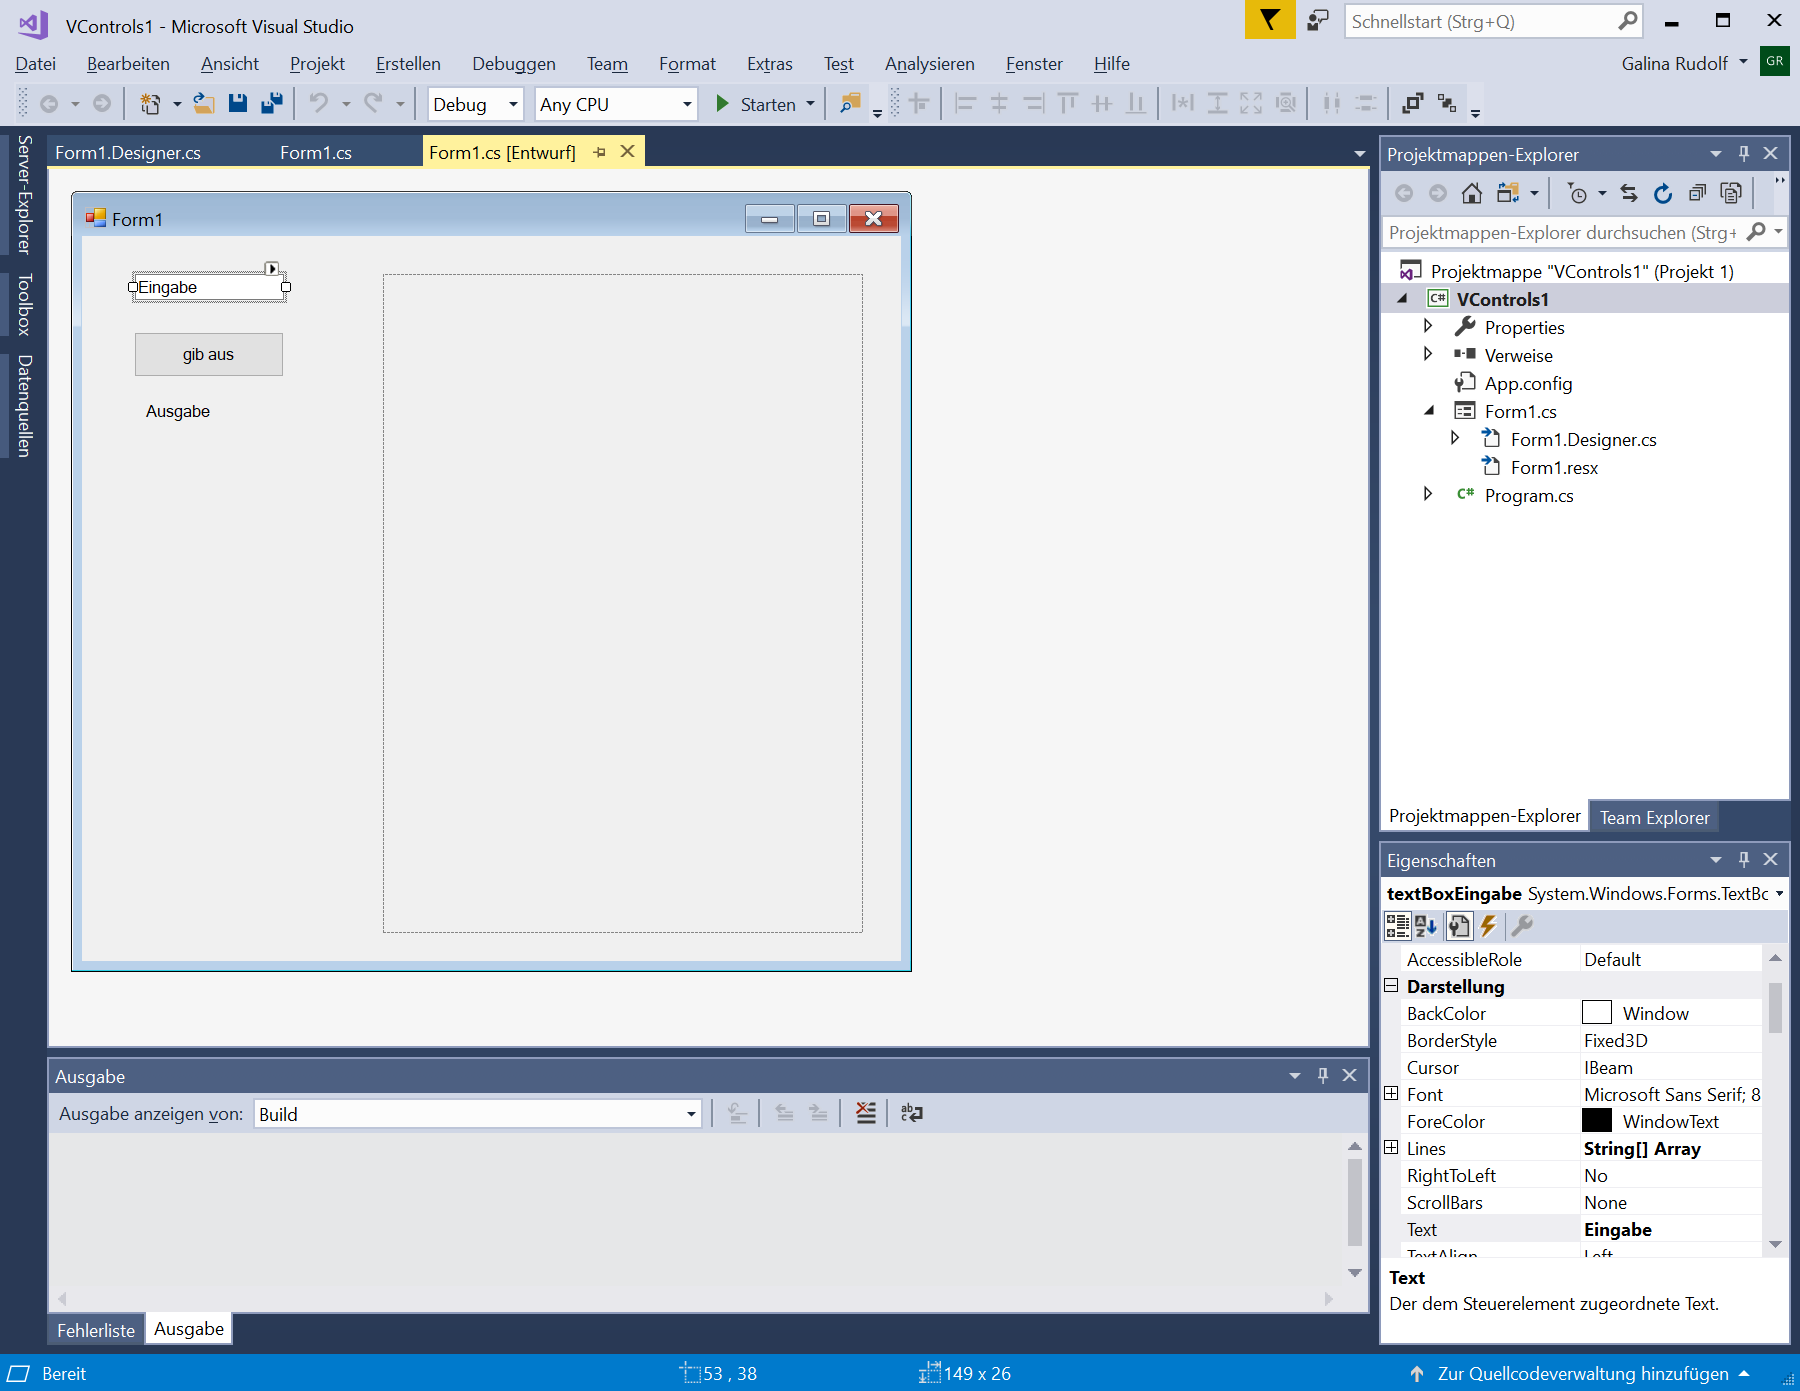 VControls1 - Microsoft Visual Studio
Schnellstart (Strg+Q)
Datei Bearbeiten Ansicht Projekt Erstellen Debuggen Team Format Extras Test Analysieren Fenster Hilfe
Galina Rudolf GR
Debug Any CPU Starten
Server-Explorer
Toolbox
Datenquellen
Form1.Designer.cs Form1.cs Form1.cs [Entwurf]
Form1
Eingabe
gib aus
Ausgabe
Projektmappen-Explorer
Projektmappen-Explorer durchsuchen (Strg+
Projektmappe "VControls1" (Projekt 1)
C# VControls1
Properties
Verweise
App.config
Form1.cs
Form1.Designer.cs
Form1.resx
C# Program.cs
Projektmappen-Explorer Team Explorer
Eigenschaften
textBoxEingabe System.Windows.Forms.TextBo
AccessibleRole Default
Darstellung
BackColor Window
BorderStyle Fixed3D
Cursor IBeam
Font Microsoft Sans Serif; 8
ForeColor WindowText
Lines String[] Array
RightToLeft No
ScrollBars None
Text Eingabe
TextAlign Left
Text
Der dem Steuerelement zugeordnete Text.
Ausgabe
Ausgabe anzeigen von: Build
Fehlerliste Ausgabe
Bereit 53 , 38 149 x 26 Zur Quellcodeverwaltung hinzufügen